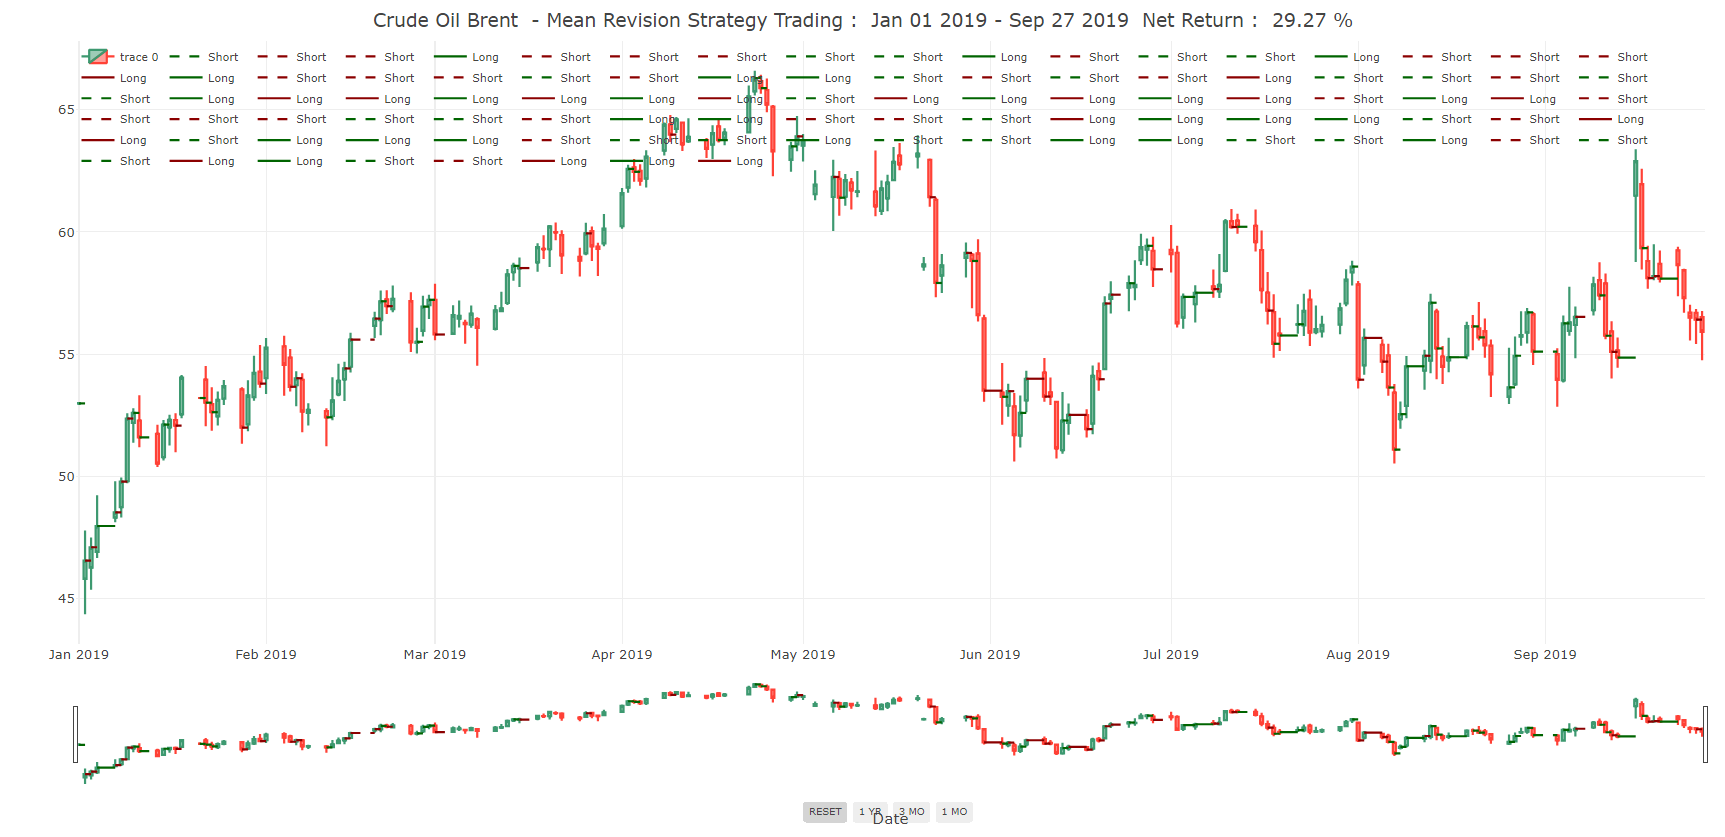 Crude Oil Brent - Mean Revision Strategy Trading : Jan 01 2019 - Sep 27 2019 Net Return : 29.27 %
trace 0 Short Short Short Long Short Short Short Short Short Long Short Short Short Long Short Short Short
Long Long Short Short Short Short Short Long Long Short Short Short Short Long Short Short Short Short
Short Long Long Long Long Long Long Long Short Long Long Long Long Long Short Long Long Short
Short Short Short Short Short Short Long Long Short Short Short Long Long Long Long Short Short Long
Long Short Long Long Long Short Short Short Long Short Short Long Long Short Short Long Short Short
Short Long Long Short Short Long Long Long
65
60
55
50
45
Jan 2019 Feb 2019 Mar 2019 Apr 2019 May 2019 Jun 2019 Jul 2019 Aug 2019 Sep 2019
RESET 1 YR 3 MO 1 MO
Date